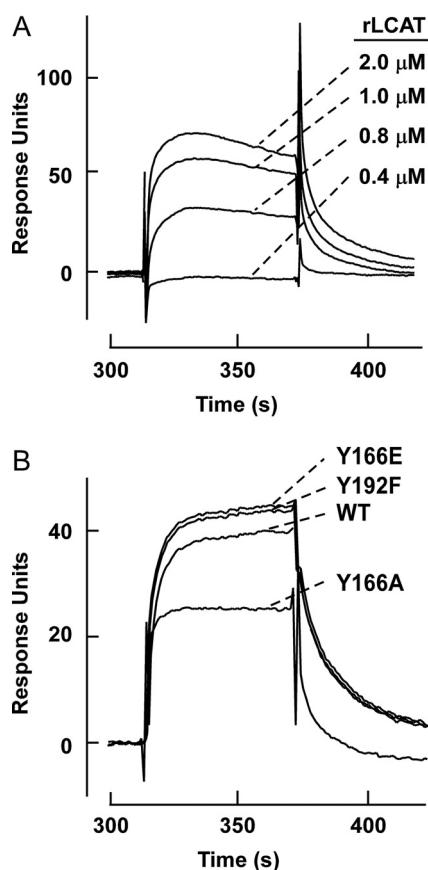 A
rLCAT
2.0 µM
1.0 µM
0.8 µM
0.4 µM
100
50
0
Response Units
300 350 400
Time (s)
B
Y166E
Y192F
WT
Y166A
40
20
0
Response Units
300 350 400
Time (s)